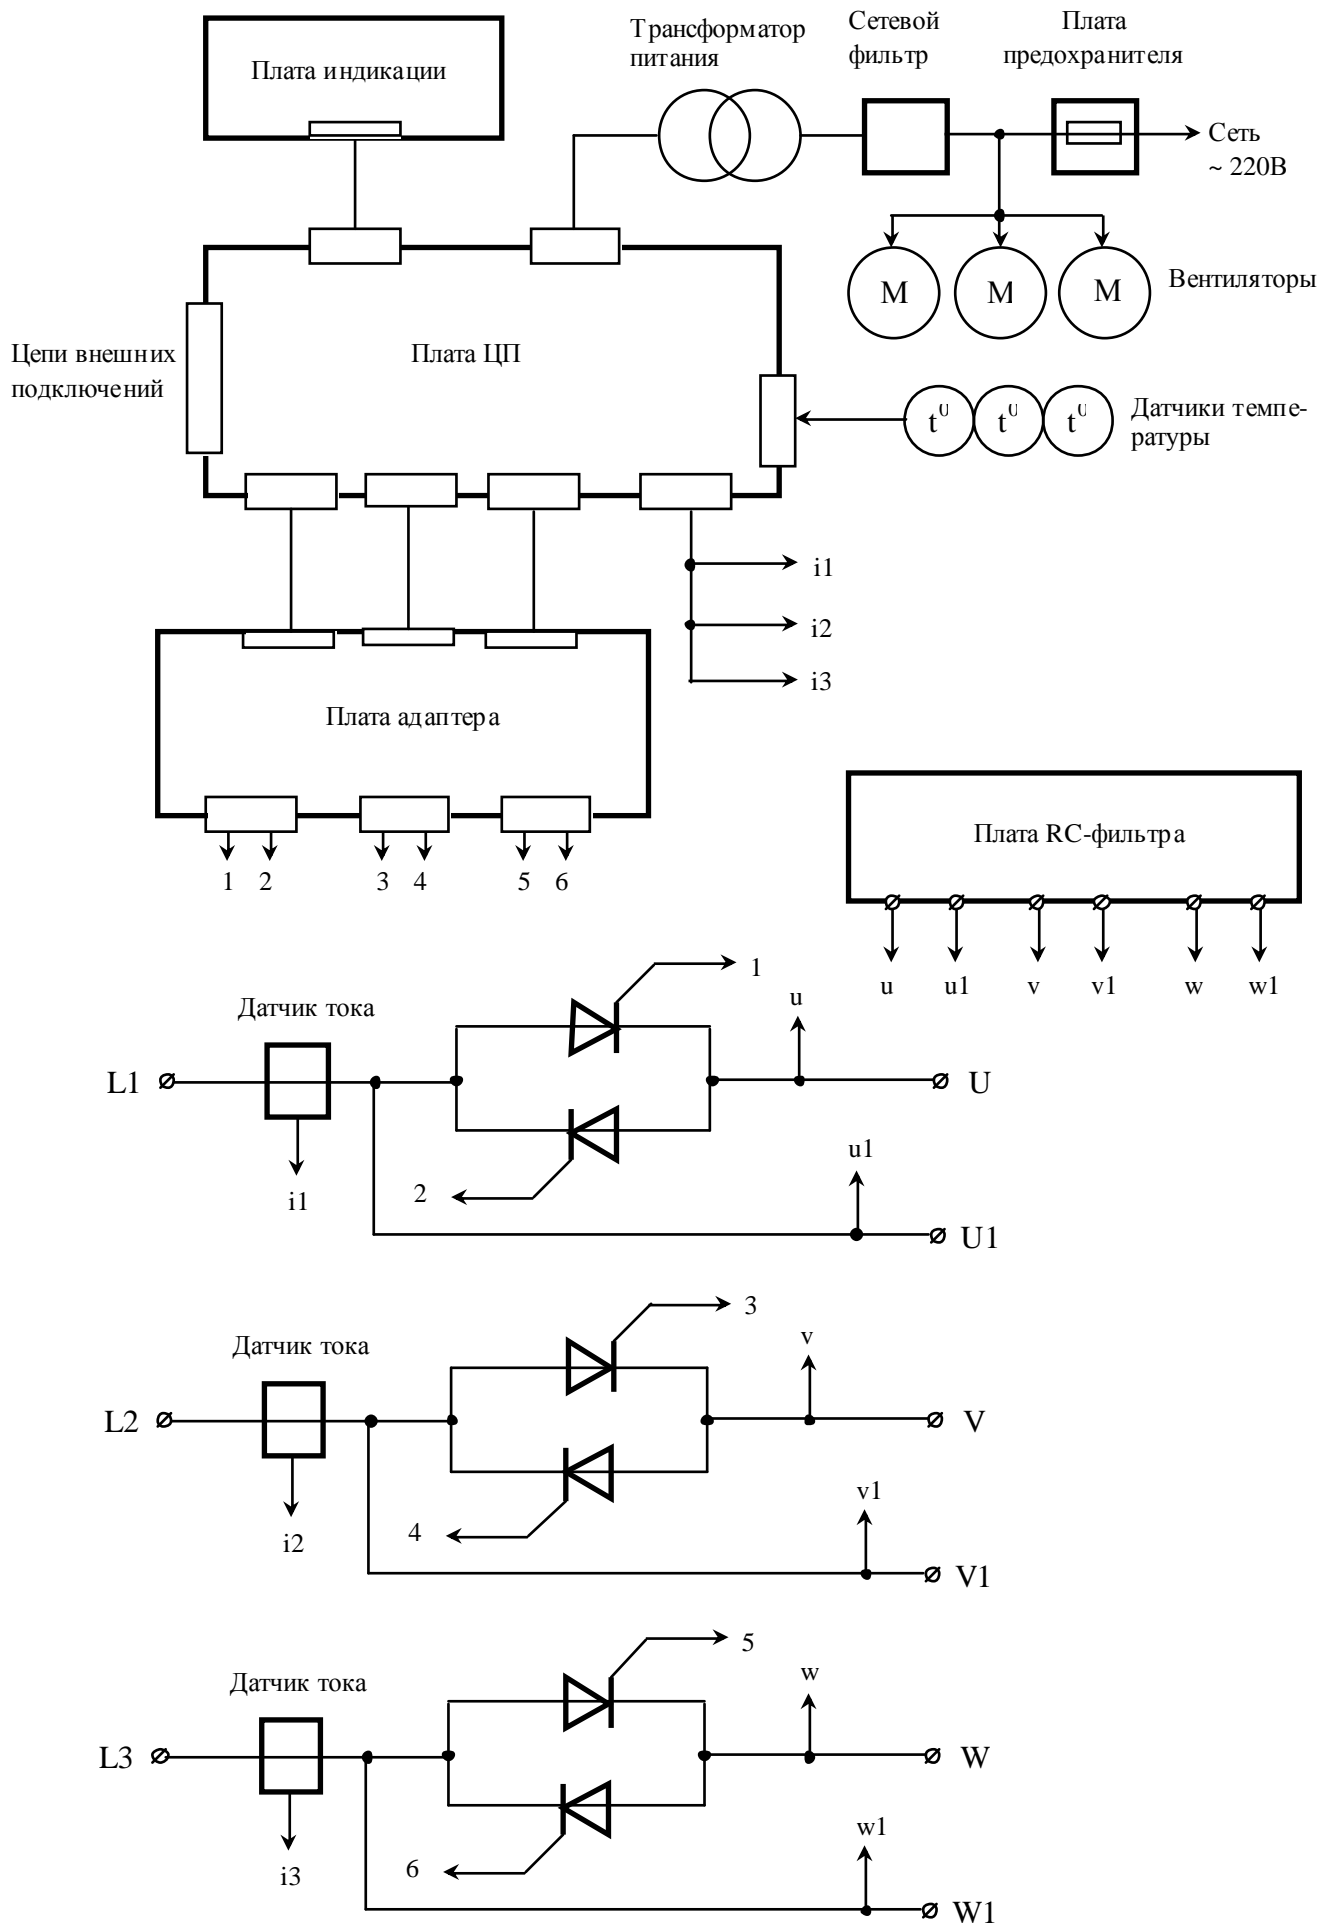 Плата индикации
Трансформатор
питания
Сетевой
фильтр
Плата
предохранителя
Сеть
~ 220В
М
М
М
Вентиляторы
Цепи внешних
подключений
Плата ЦП
t⁰
t⁰
t⁰
Датчики темпе-
ратуры
i1
i2
i3
Плата адаптера
1 2 3 4 5 6
Плата RC-фильтра
u u1 v v1 w w1
1
u
Датчик тока
L1
U
u1
2
i1
U1
3
v
Датчик тока
L2
V
v1
4
i2
V1
5
w
Датчик тока
L3
W
w1
6
i3
W1